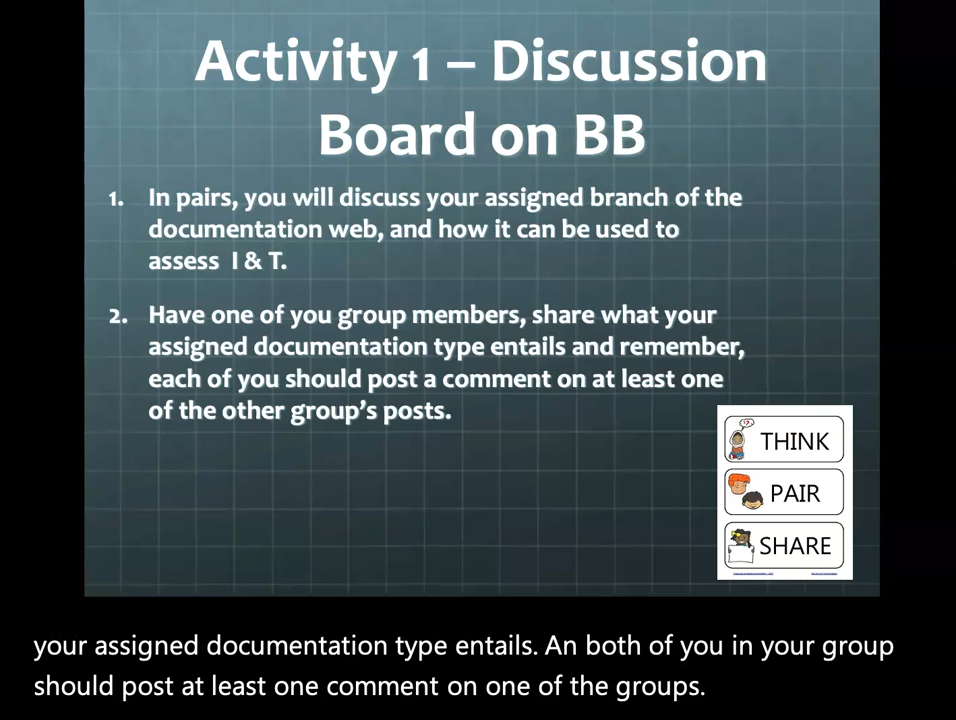 Activity 1 – Discussion
Board on BB
1. In pairs, you will discuss your assigned branch of the
documentation web, and how it can be used to
assess I & T.
2. Have one of you group members, share what your
assigned documentation type entails and remember,
each of you should post a comment on at least one
of the other group's posts.
THINK
PAIR
SHARE
your assigned documentation type entails. An both of you in your group
should post at least one comment on one of the groups.